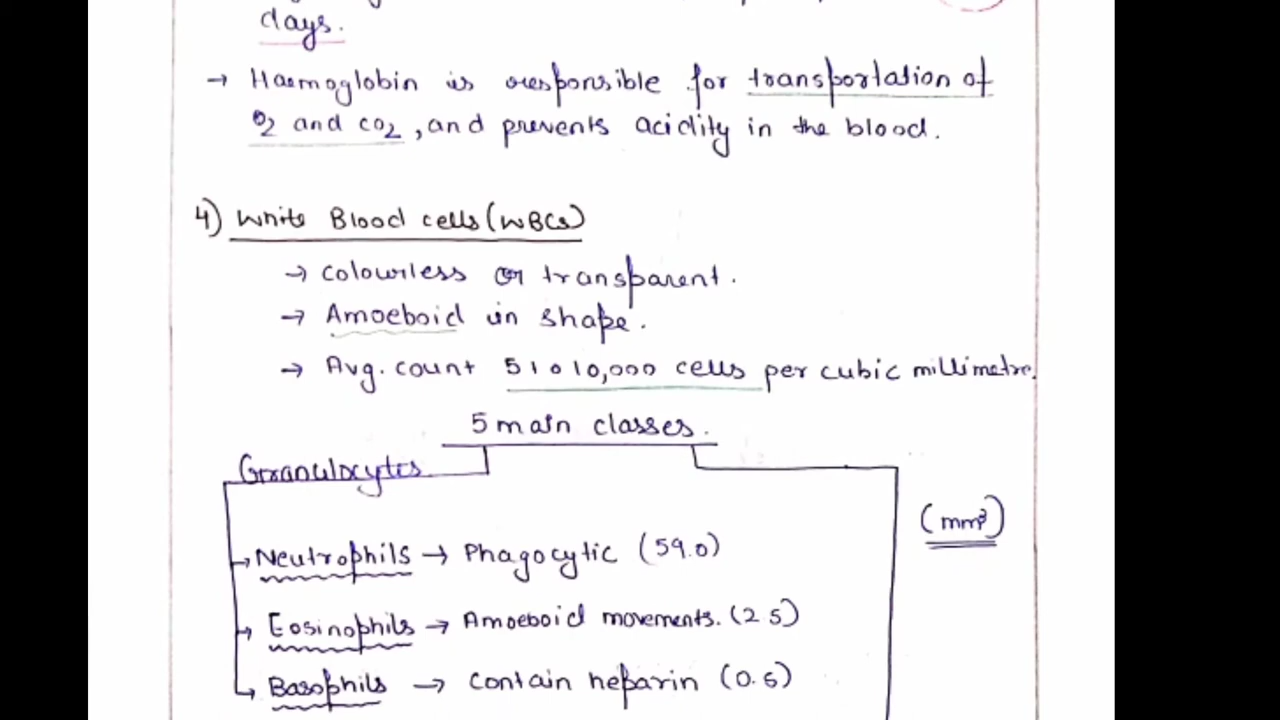 days.
→ Haemoglobin is responsible for transportation of
O2 and CO2, and prevents acidity in the blood.
4) White Blood cells (WBCs)
→ colourless or transparent.
→ Amoeboid in shape.
→ Avg. count 5 to 10,000 cells per cubic millimetre.
5 main classes.
Granulocytes
(mm³)
→ Neutrophils → Phagocytic (59.0)
→ Eosinophils → Amoeboid movements. (2.5)
→ Basophils → contain heparin (0.5)